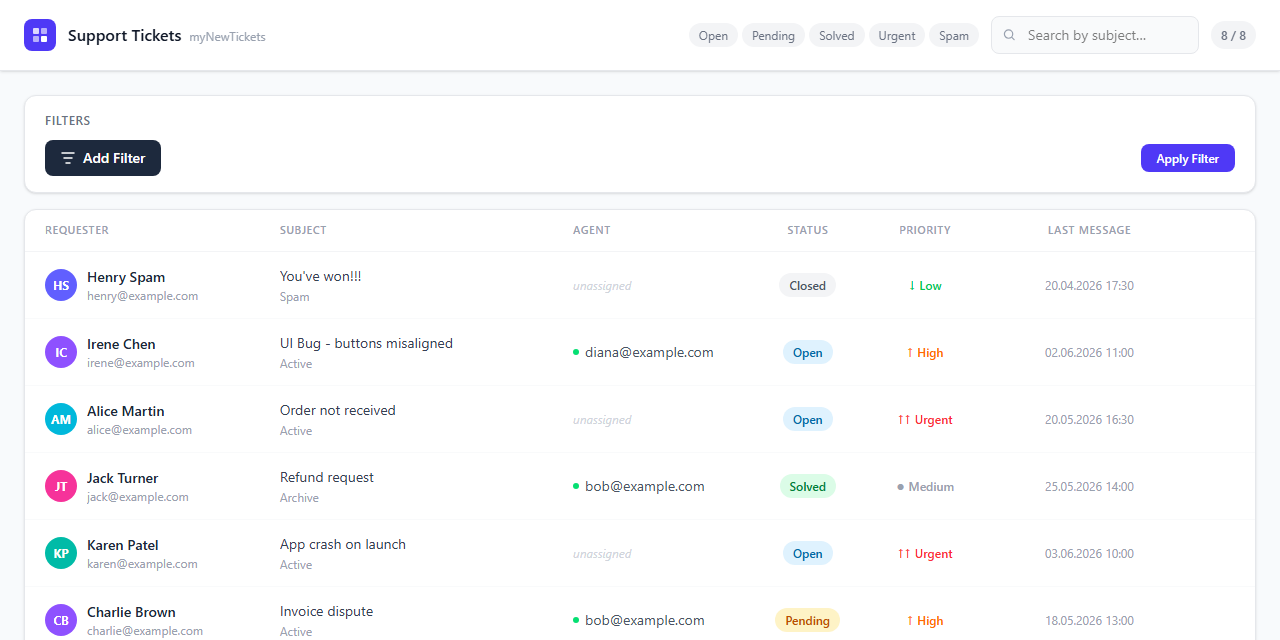 Support Tickets myNewTickets
Open Pending Solved Urgent Spam Search by subject... 8 / 8
FILTERS
Add Filter Apply Filter
REQUESTER SUBJECT AGENT STATUS PRIORITY LAST MESSAGE
HS Henry Spam You've won!!! unassigned Closed ↓ Low 20.04.2026 17:30
henry@example.com Spam
IC Irene Chen UI Bug - buttons misaligned diana@example.com Open ↑ High 02.06.2026 11:00
irene@example.com Active
AM Alice Martin Order not received unassigned Open ↑↑ Urgent 20.05.2026 16:30
alice@example.com Active
JT Jack Turner Refund request bob@example.com Solved ● Medium 25.05.2026 14:00
jack@example.com Archive
KP Karen Patel App crash on launch unassigned Open ↑↑ Urgent 03.06.2026 10:00
karen@example.com Active
CB Charlie Brown Invoice dispute bob@example.com Pending ↑ High 18.05.2026 13:00
charlie@example.com Active